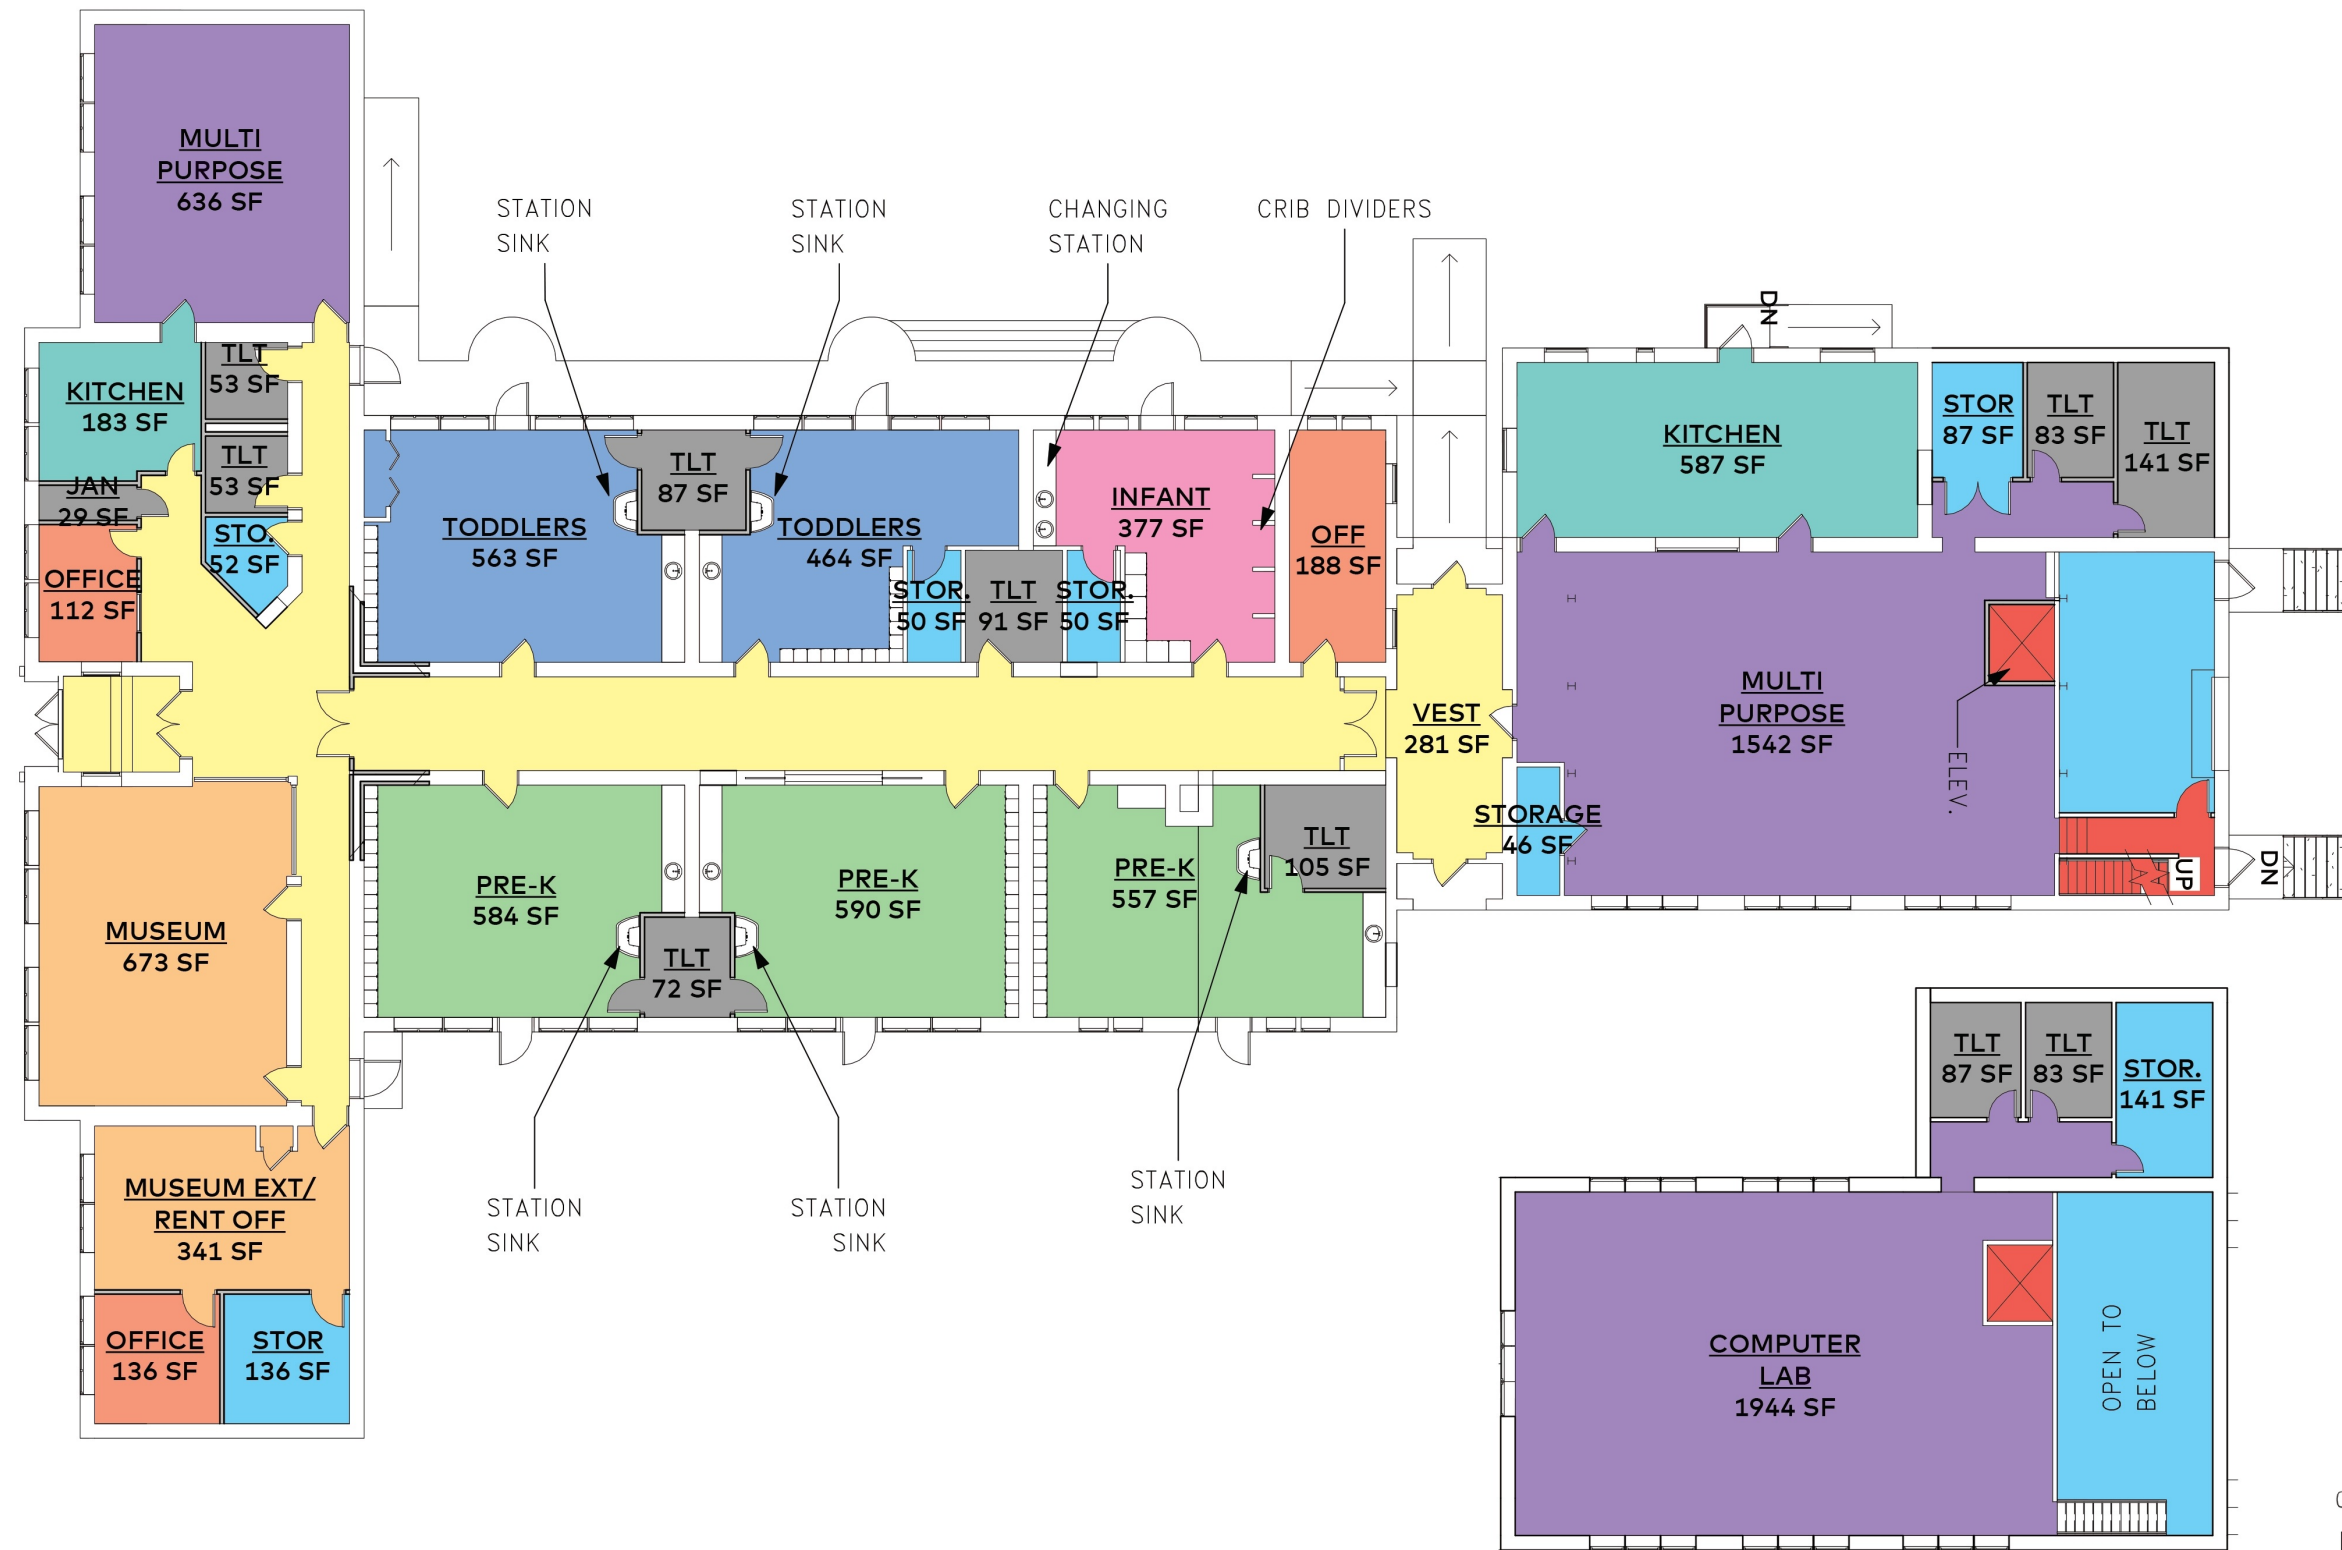 MULTI
PURPOSE
636 SF
STATION
SINK
STATION
SINK
CHANGING
STATION
CRIB DIVIDERS
DN
TLT
53 SF
KITCHEN
183 SF
TLT
53 SF
JAN
29 SF
STO.
52 SF
OFFICE
112 SF
TODDLERS
563 SF
TLT
87 SF
TODDLERS
464 SF
STOR.
50 SF
TLT
91 SF
STOR.
50 SF
INFANT
377 SF
OFF
188 SF
KITCHEN
587 SF
STOR
87 SF
TLT
83 SF
TLT
141 SF
VEST
281 SF
MULTI
PURPOSE
1542 SF
ELEV.
STORAGE
46 SF
UP
DN
MUSEUM
673 SF
PRE-K
584 SF
TLT
72 SF
PRE-K
590 SF
PRE-K
557 SF
TLT
105 SF
STATION
SINK
STATION
SINK
STATION
SINK
MUSEUM EXT/
RENT OFF
341 SF
OFFICE
136 SF
STOR
136 SF
TLT
87 SF
TLT
83 SF
STOR.
141 SF
COMPUTER
LAB
1944 SF
OPEN TO
BELOW